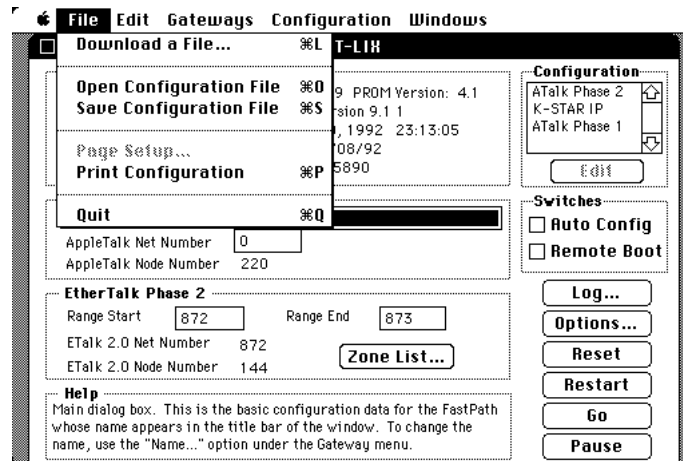 File Edit Gateways Configuration Windows
Download a File... ⌘L
Open Configuration File ⌘O
Save Configuration File ⌘S
Page Setup...
Print Configuration ⌘P
Quit ⌘Q
T-LIX
9 PROM Version: 4.1
sion 9.1 1
, 1992 23:13:05
08/92
5890
AppleTalk Net Number 0
AppleTalk Node Number 220
EtherTalk Phase 2
Range Start 872 Range End 873
ETalk 2.0 Net Number 872
ETalk 2.0 Node Number 144
Zone List...
Help
Main dialog box. This is the basic configuration data for the FastPath
whose name appears in the title bar of the window. To change the
name, use the "Name..." option under the Gateway menu.
Configuration
ATalk Phase 2
K-STAR IP
ATalk Phase 1
Edit
Switches
Auto Config
Remote Boot
Log...
Options...
Reset
Restart
Go
Pause